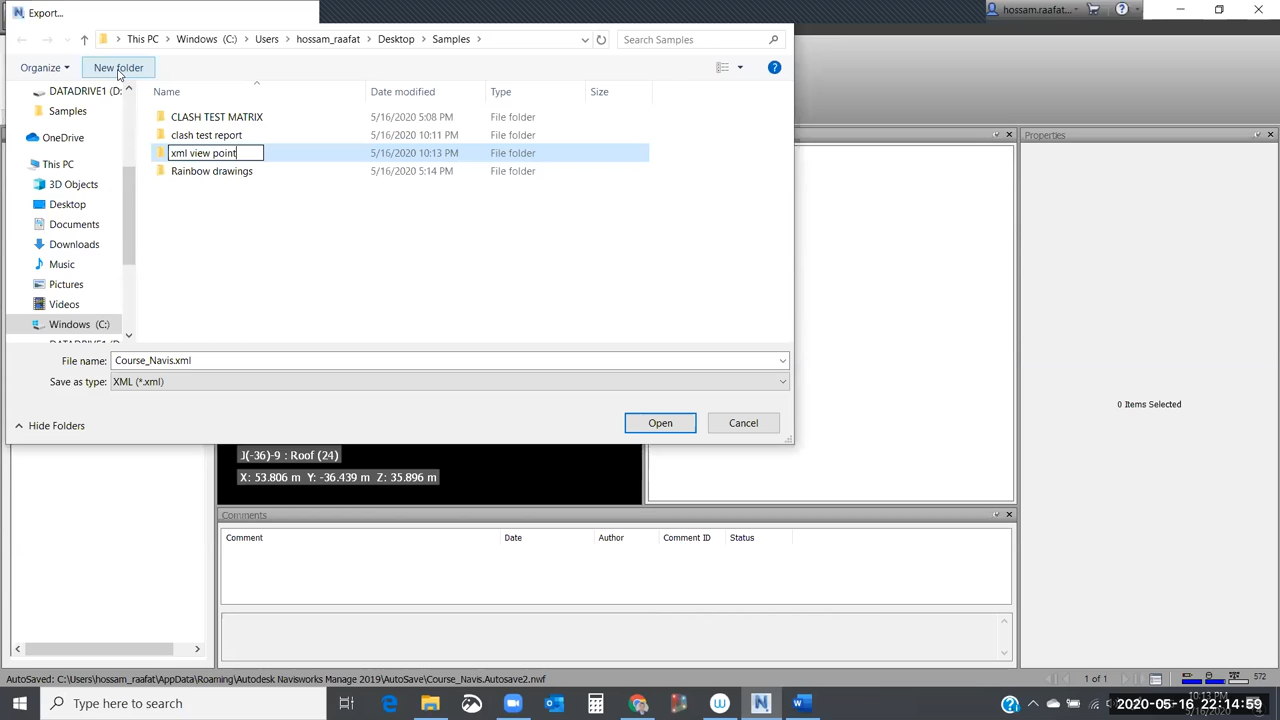 Export...
hossam.raafat...
This PC > Windows (C:) > Users > hossam_raafat > Desktop > Samples >
Search Samples
Organize
New folder
Name
Date modified
Type
Size
DATADRIVE1 (D:
Samples
OneDrive
This PC
3D Objects
Desktop
Documents
Downloads
Music
Pictures
Videos
Windows (C:)
CLASH TEST MATRIX 5/16/2020 5:08 PM File folder
clash test report 5/16/2020 10:11 PM File folder
xml view point 5/16/2020 10:13 PM File folder
Rainbow drawings 5/16/2020 5:14 PM File folder
File name: Course_Navis.xml
Save as type: XML (*.xml)
Hide Folders
Open
Cancel
Properties
0 Items Selected
J(-36)-9 : Roof (24)
X: 53.806 m Y: -36.439 m Z: 35.896 m
Comments
Comment
Date
Author
Comment ID
Status
AutoSaved: C:\Users\hossam_raafat\AppData\Roaming\Autodesk Navisworks Manage 2019\AutoSave\Course_Navis.Autosave2.nwf
1 of 1
572
Type here to search
10:13 PM
2020-05-16 22:14:59